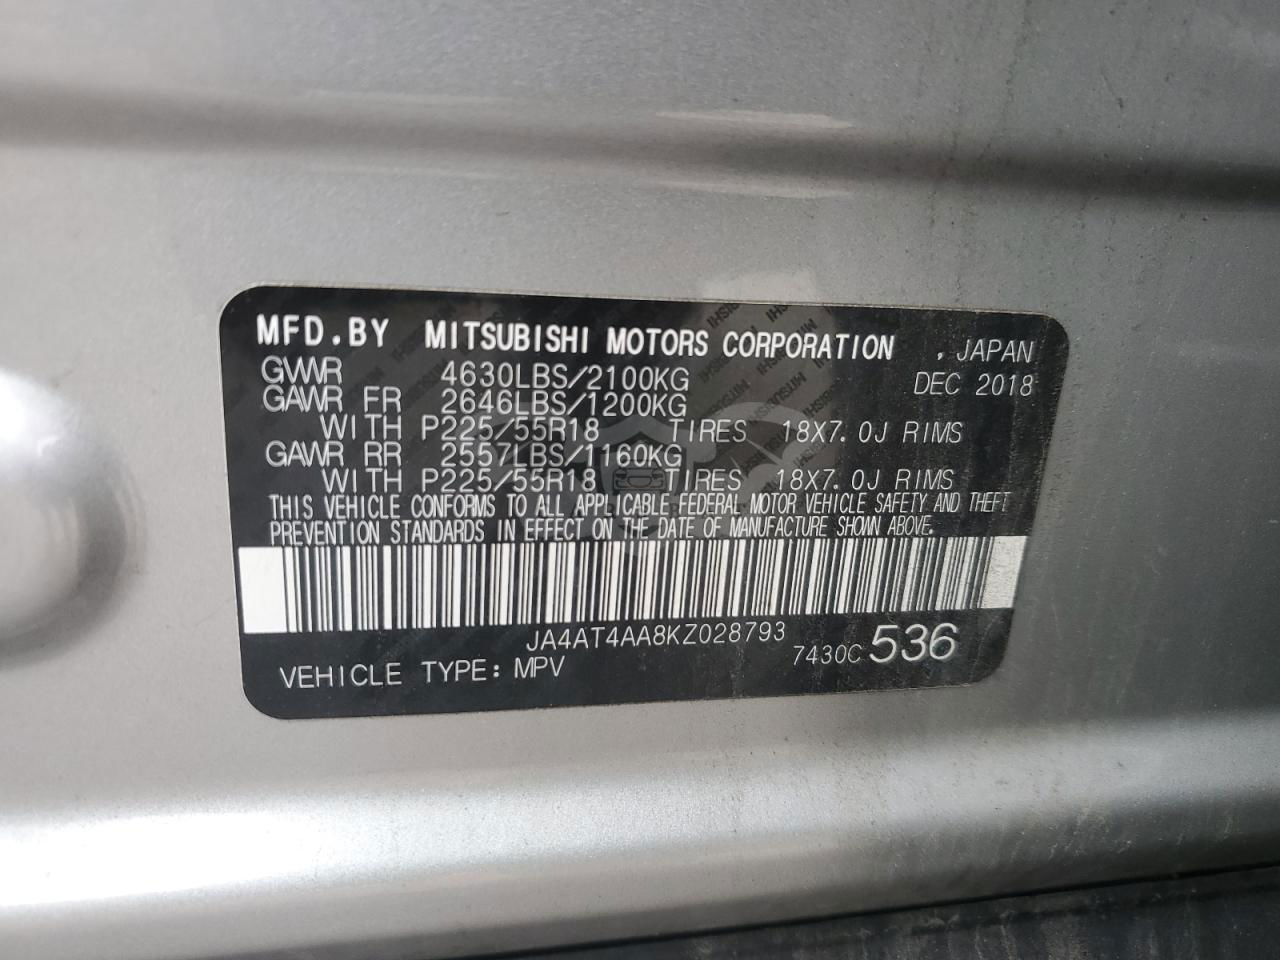 MFD.BY MITSUBISHI MOTORS CORPORATION , JAPAN
GVWR 4630LBS/2100KG DEC 2018
GAWR FR 2646LBS/1200KG
WITH P225/55R18 TIRES 18X7.0J RIMS
GAWR RR 2557LBS/1160KG
WITH P225/55R18 TIRES 18X7.0J RIMS
THIS VEHICLE CONFORMS TO ALL APPLICABLE FEDERAL MOTOR VEHICLE SAFETY AND THEFT
PREVENTION STANDARDS IN EFFECT ON THE DATE OF MANUFACTURE SHOWN ABOVE.
JA4AT4AA8KZ028793
VEHICLE TYPE: MPV 7430C 536